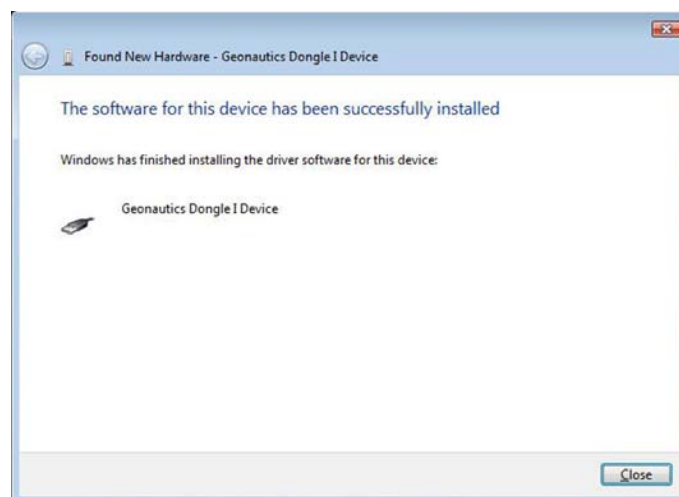 Found New Hardware - Geonautics Dongle I Device
The software for this device has been successfully installed
Windows has finished installing the driver software for this device:
Geonautics Dongle I Device
Close